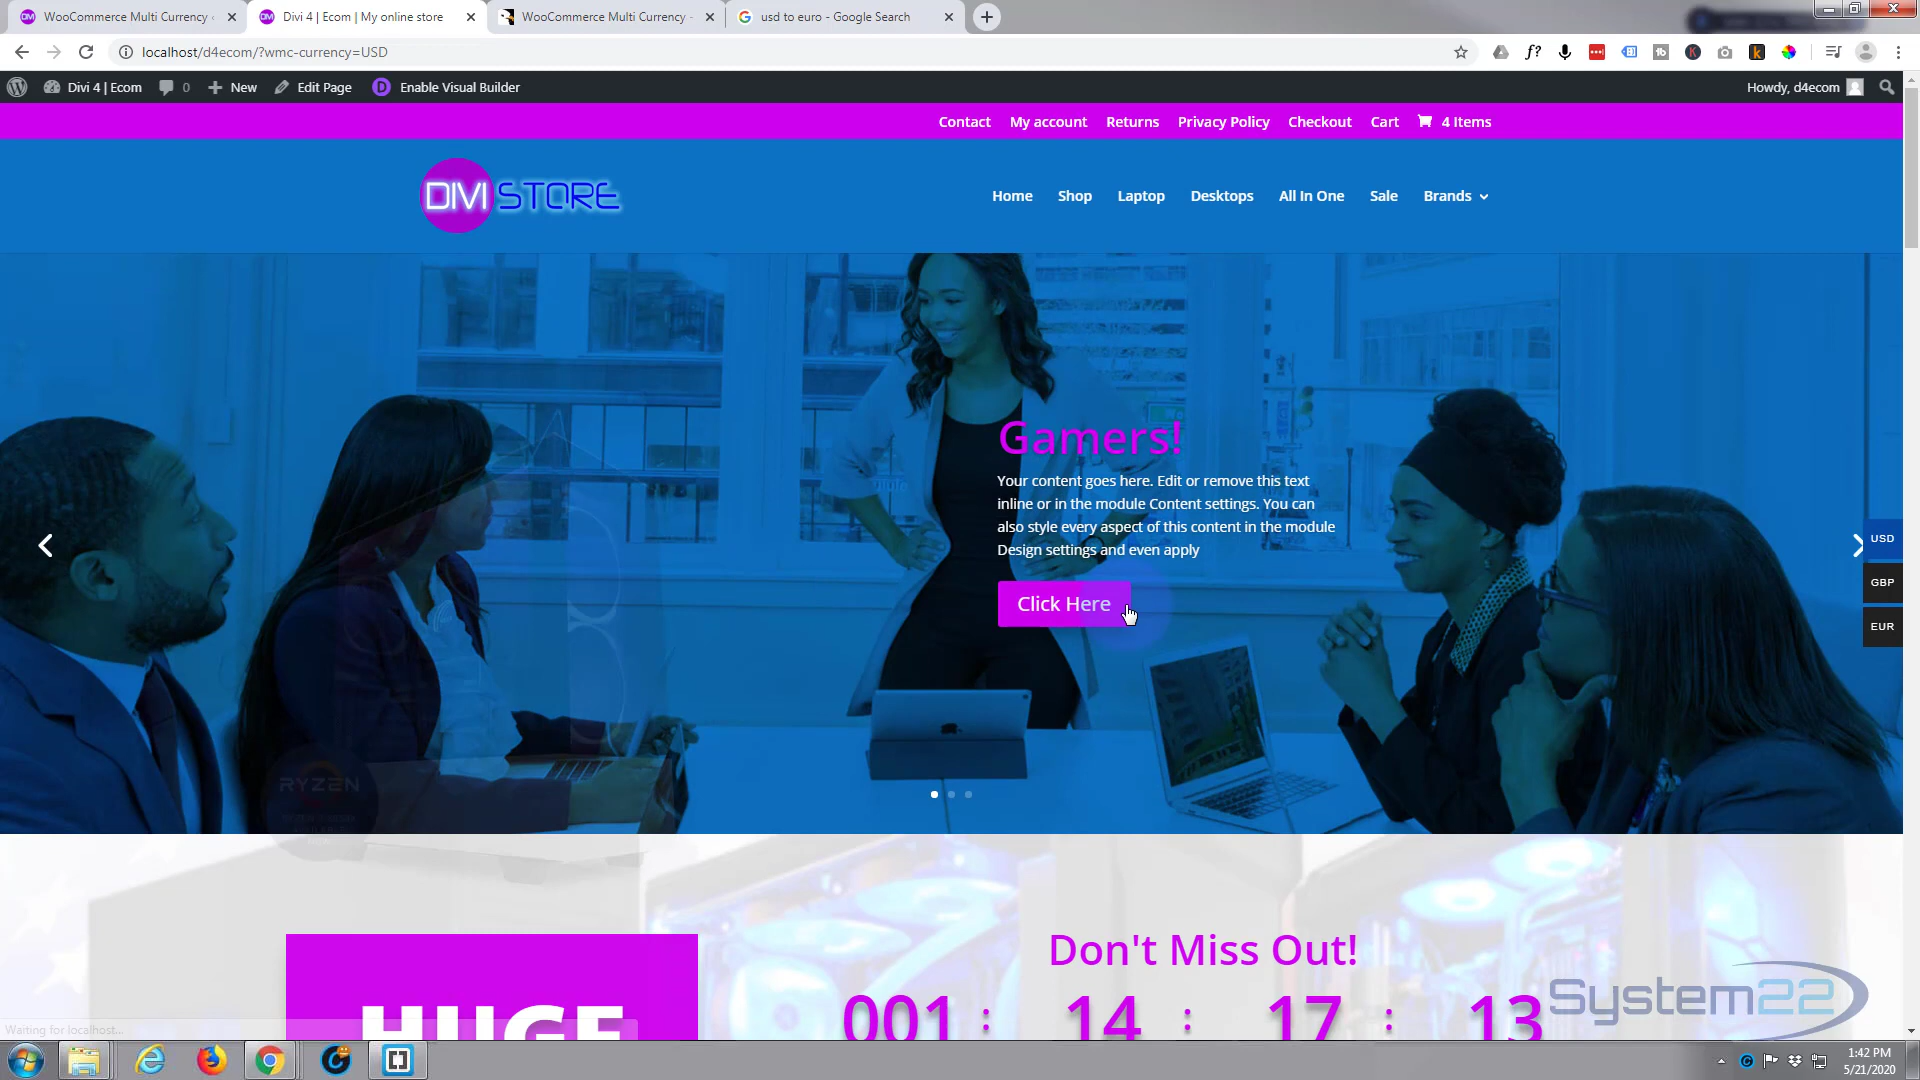 WooCommerce Multi Currency
Divi 4 | Ecom | My online store
WooCommerce Multi Currency -
usd to euro - Google Search
localhost/d4ecom/?wmc-currency=USD
Divi 4 | Ecom
0
New
Edit Page
Enable Visual Builder
Howdy, d4ecom
Contact
My account
Returns
Privacy Policy
Checkout
Cart
4 Items
DIVI STORE
Home
Shop
Laptop
Desktops
All In One
Sale
Brands
Gamers!
Your content goes here. Edit or remove this text
inline or in the module Content settings. You can
also style every aspect of this content in the module
Design settings and even apply
Click Here
USD
GBP
EUR
RYZEN
HUGE
Don't Miss Out!
001 : 14 : 17 : 13
System22
Waiting for localhost...
1:42 PM
5/21/2020